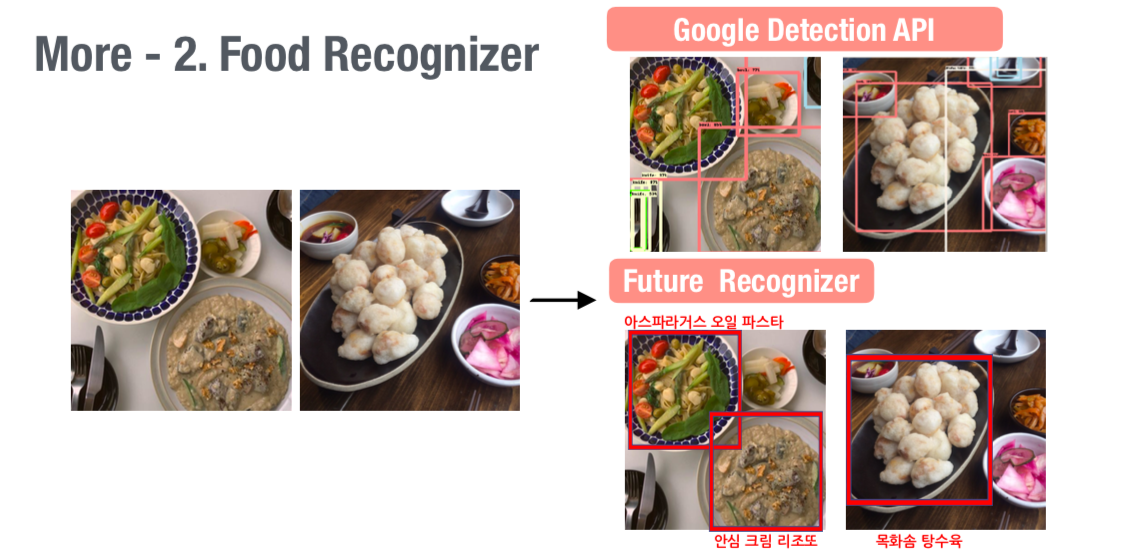 More - 2. Food Recognizer
Google Detection API
Future Recognizer
아스파라거스 오일 파스타
안심 크림 리조또
목화솜 탕수육